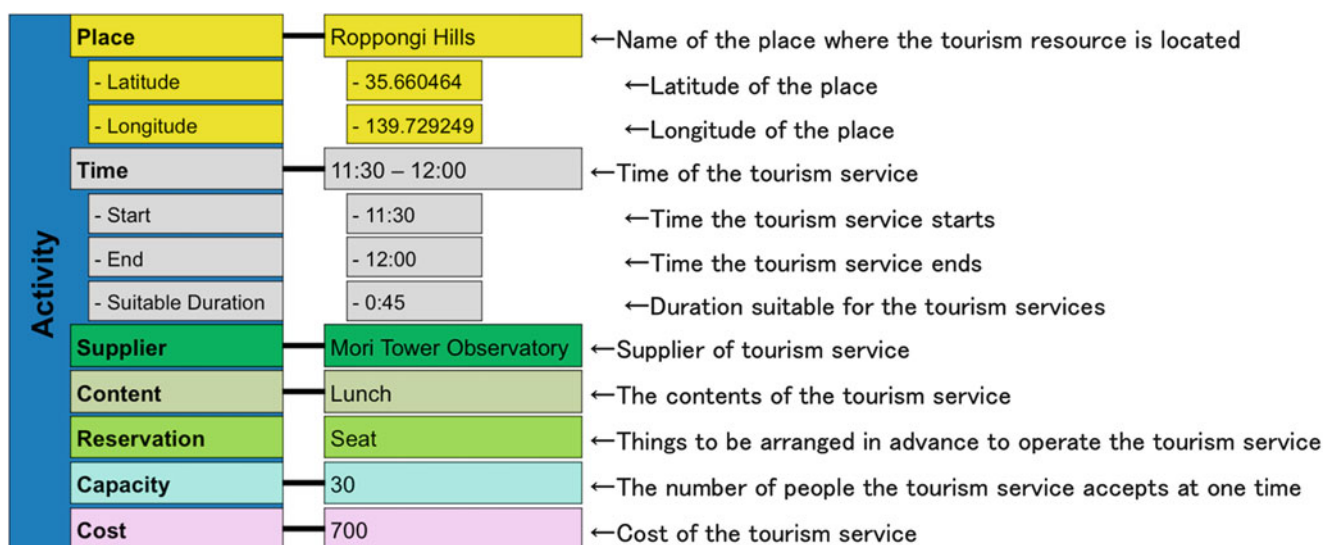 Activity
Place Roppongi Hills ←Name of the place where the tourism resource is located
- Latitude - 35.660464 ←Latitude of the place
- Longitude - 139.729249 ←Longitude of the place
Time 11:30 – 12:00 ←Time of the tourism service
- Start - 11:30 ←Time the tourism service starts
- End - 12:00 ←Time the tourism service ends
- Suitable Duration - 0:45 ←Duration suitable for the tourism services
Supplier Mori Tower Observatory ←Supplier of tourism service
Content Lunch ←The contents of the tourism service
Reservation Seat ←Things to be arranged in advance to operate the tourism service
Capacity 30 ←The number of people the tourism service accepts at one time
Cost 700 ←Cost of the tourism service